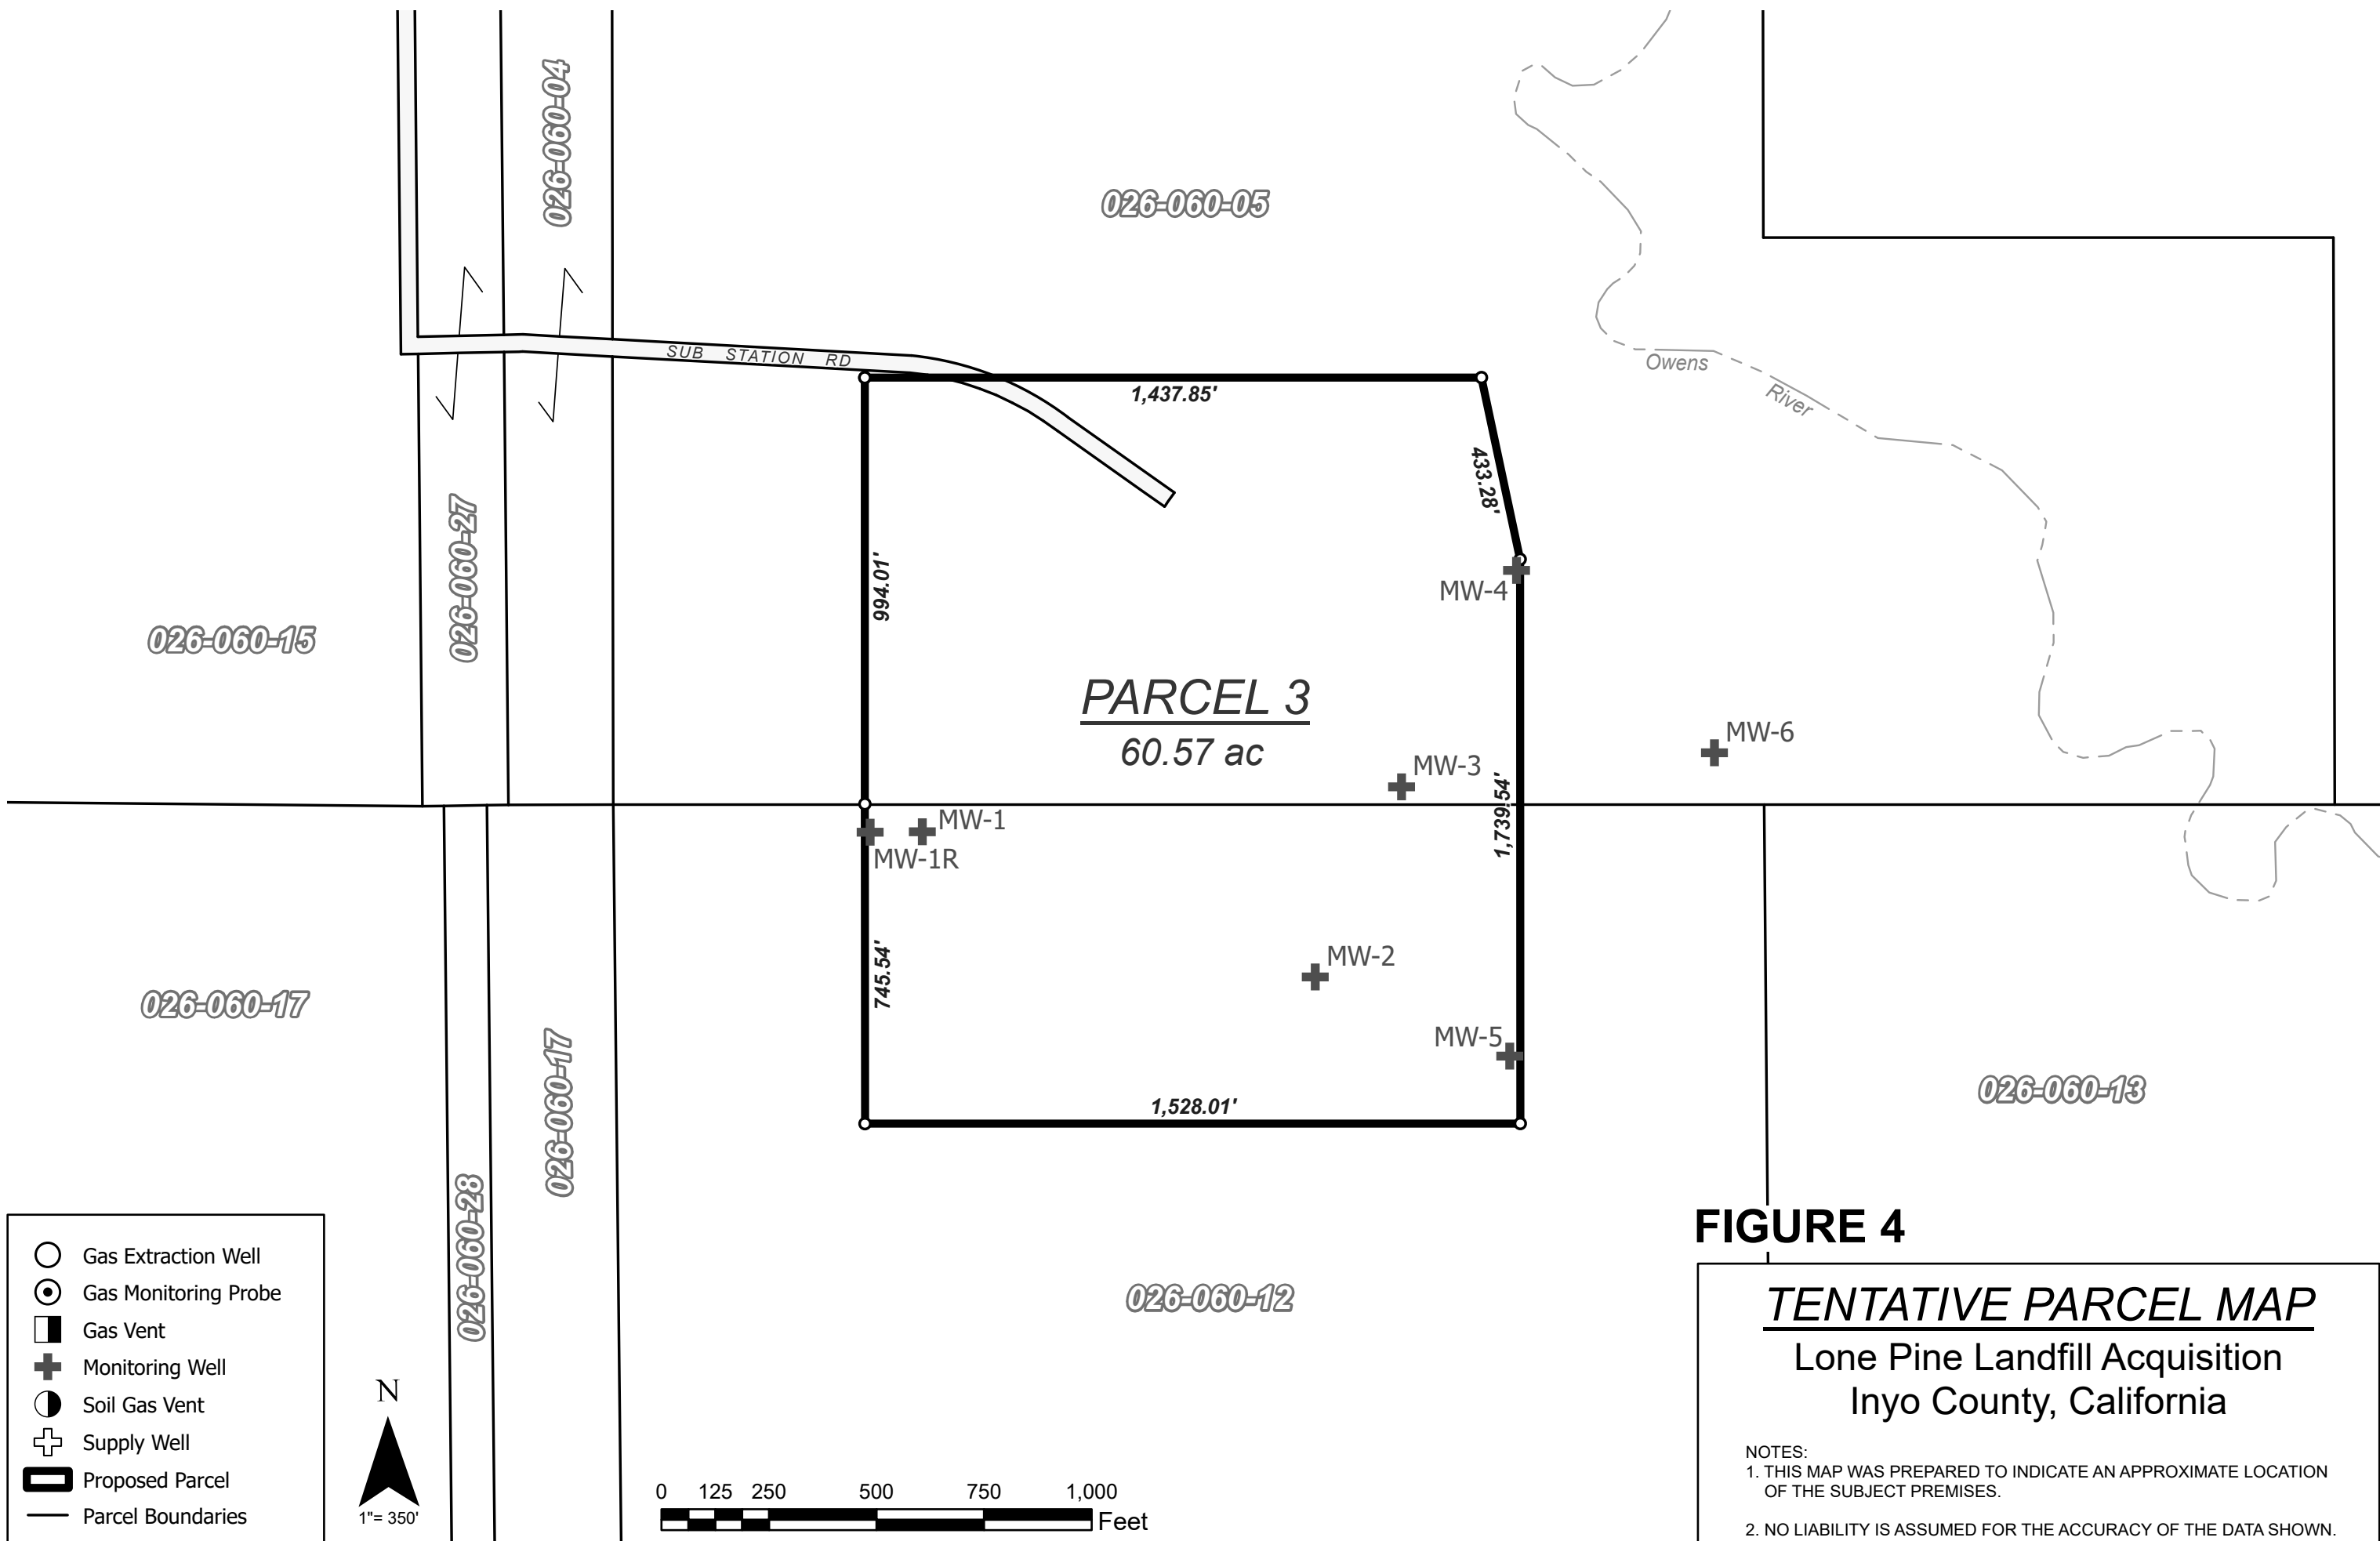 026-060-04
026-060-05
SUB STATION RD
Owens
River
1,437.85'
433.28'
026-060-27
994.01'
MW-4
026-060-15
PARCEL 3
60.57 ac
MW-6
MW-3
1,739.54'
MW-1
MW-1R
745.54'
MW-2
026-060-17
026-060-17
MW-5
026-060-13
1,528.01'
026-060-28
026-060-12
Gas Extraction Well
Gas Monitoring Probe
Gas Vent
Monitoring Well
Soil Gas Vent
Supply Well
Proposed Parcel
Parcel Boundaries
N
1"= 350'
0 125 250 500 750 1,000
Feet
FIGURE 4
TENTATIVE PARCEL MAP
Lone Pine Landfill Acquisition
Inyo County, California
NOTES:
1. THIS MAP WAS PREPARED TO INDICATE AN APPROXIMATE LOCATION
OF THE SUBJECT PREMISES.
2. NO LIABILITY IS ASSUMED FOR THE ACCURACY OF THE DATA SHOWN.